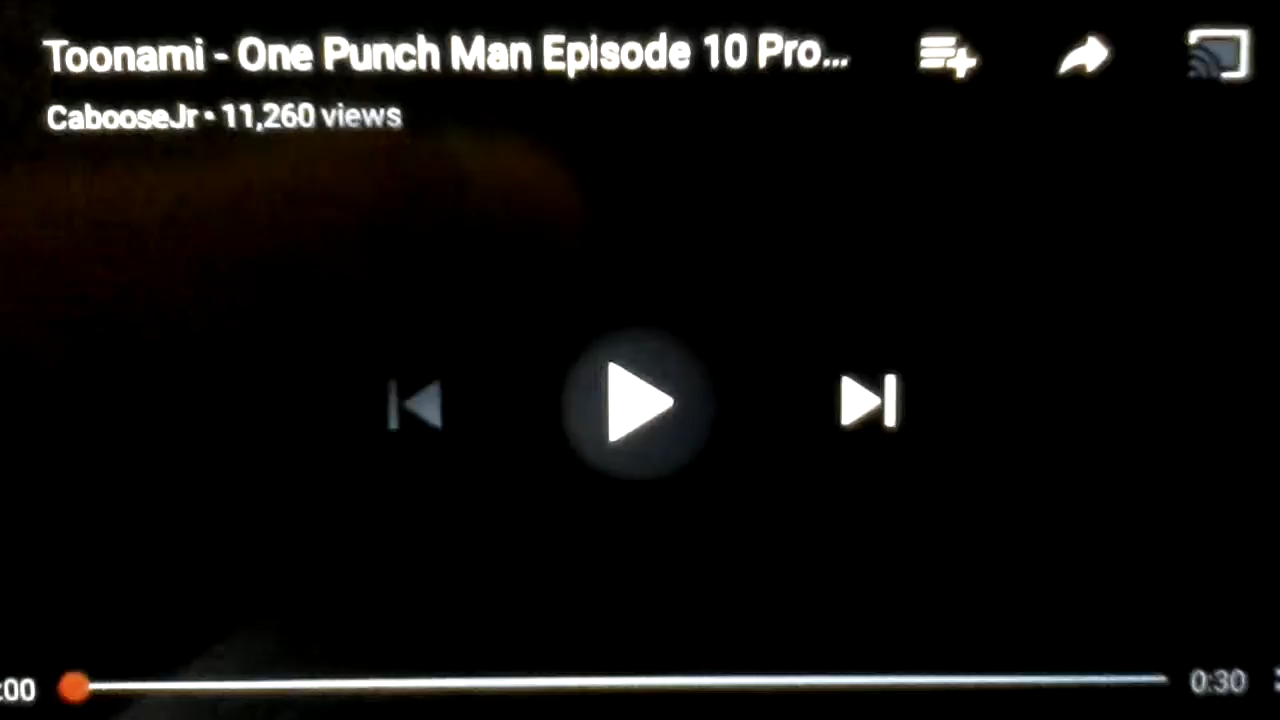 Toonami - One Punch Man Episode 10 Pro...
CabooseJr • 11,260 views
:00
0:30